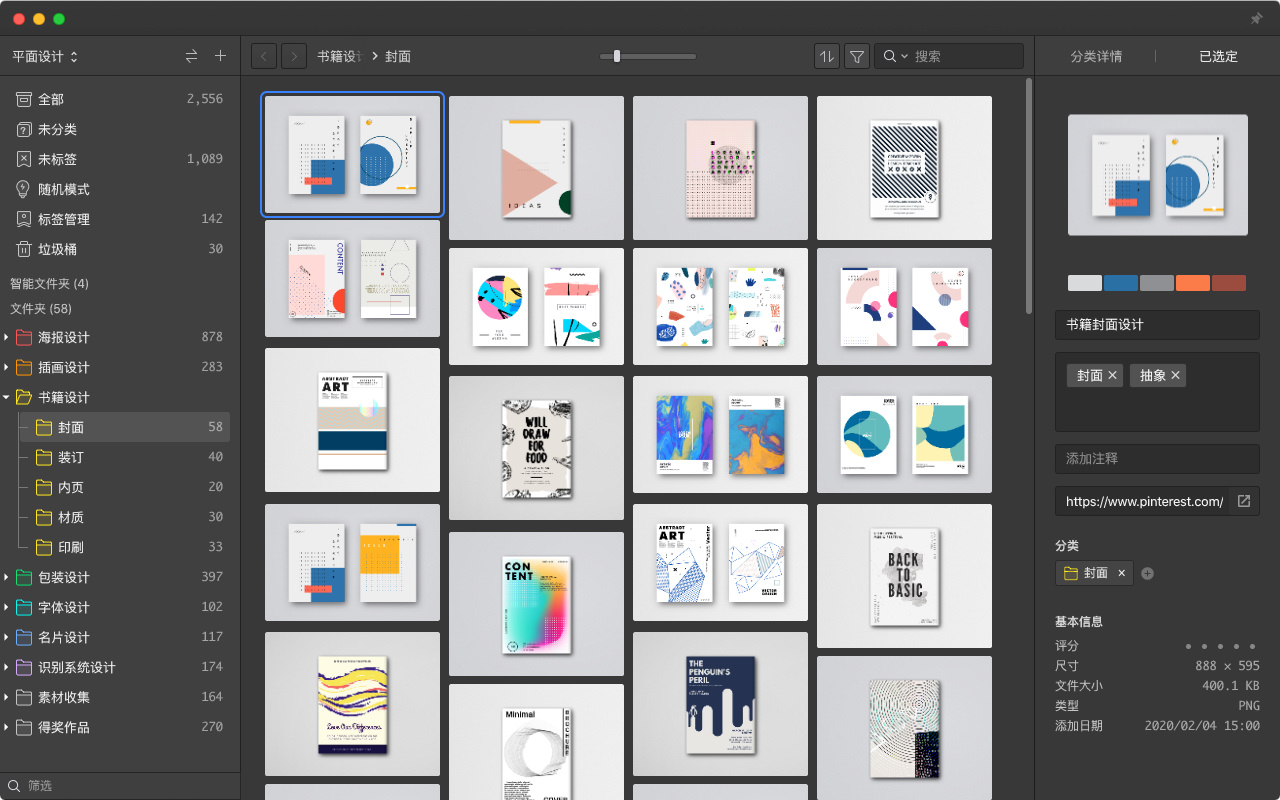 平面设计
书籍设计
封面
搜索
分类详情
已选定
全部 2,556
未分类
未标签 1,089
随机模式
标签管理 142
垃圾桶 30
智能文件夹 (4)
文件夹 (58)
海报设计 878
插画设计 283
书籍设计
封面 58
装订 40
内页 20
材质 30
印刷 33
包装设计 397
字体设计 102
名片设计 117
识别系统设计 174
素材收集 164
得奖作品 270
筛选
IDEAS
CONTENT
ABSTRACT
ART
WILL
DRAW
FOR
FOOD
CON
TENT
ABSTRACT
ART
VECTOR
DESIGN
BACK
TO
BASIC
Love Our Differences
THE
PENGUIN'S
PERIL
Minimal
BROCHURE
COVER
书籍封面设计
封面
抽象
添加注释
https://www.pinterest.com/
分类
封面
基本信息
评分
尺寸 888 × 595
文件大小 400.1 KB
类型 PNG
添加日期 2020/02/04 15:00